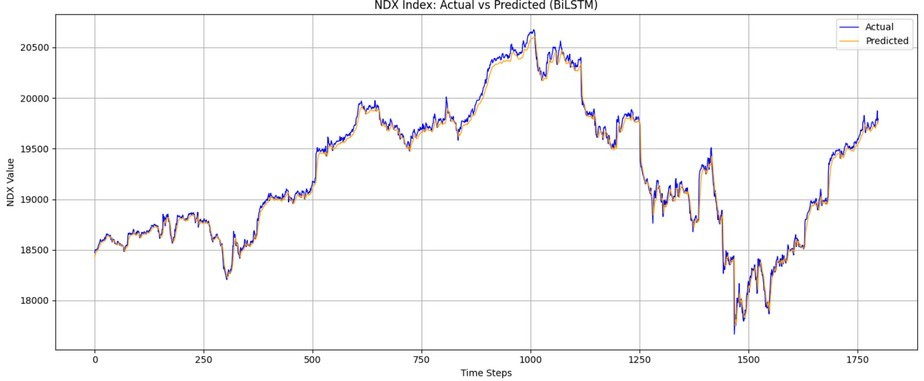 NDX Index: Actual vs Predicted (BiLSTM)
Actual
Predicted
NDX Value
20500
20000
19500
19000
18500
18000
0 250 500 750 1000 1250 1500 1750
Time Steps